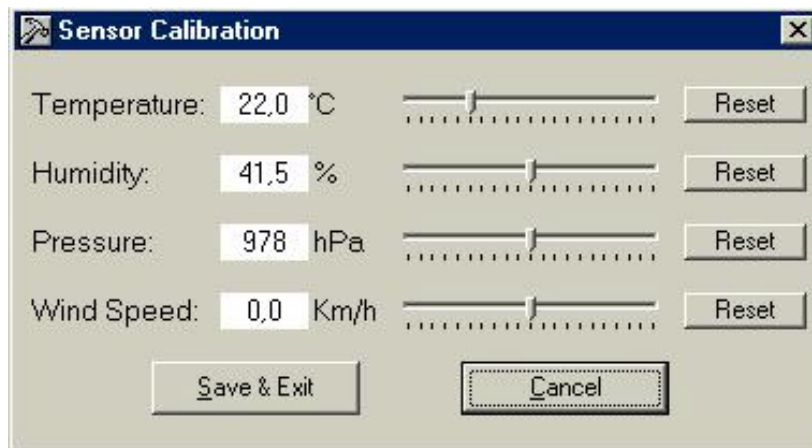 Sensor Calibration
Temperature: 22,0 °C Reset
Humidity: 41,5 % Reset
Pressure: 978 hPa Reset
Wind Speed: 0,0 Km/h Reset
Save & Exit Cancel